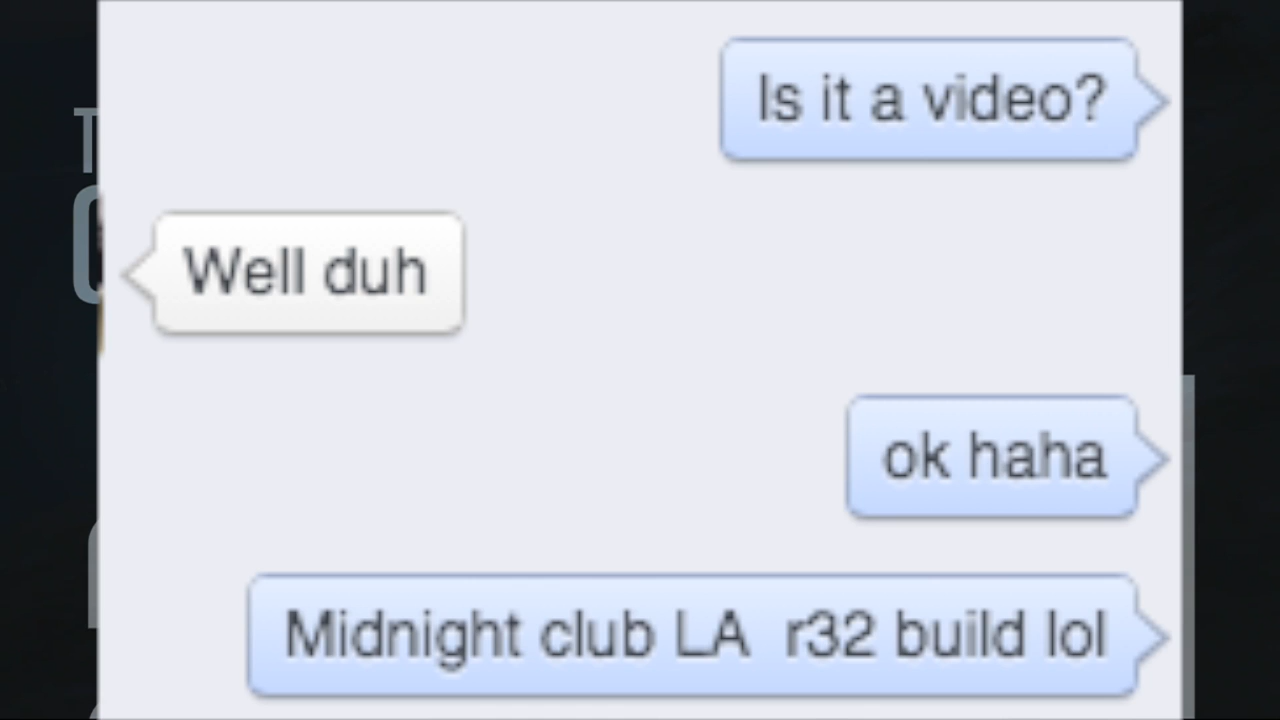 Is it a video?
Well duh
ok haha
Midnight club LA  r32 build lol